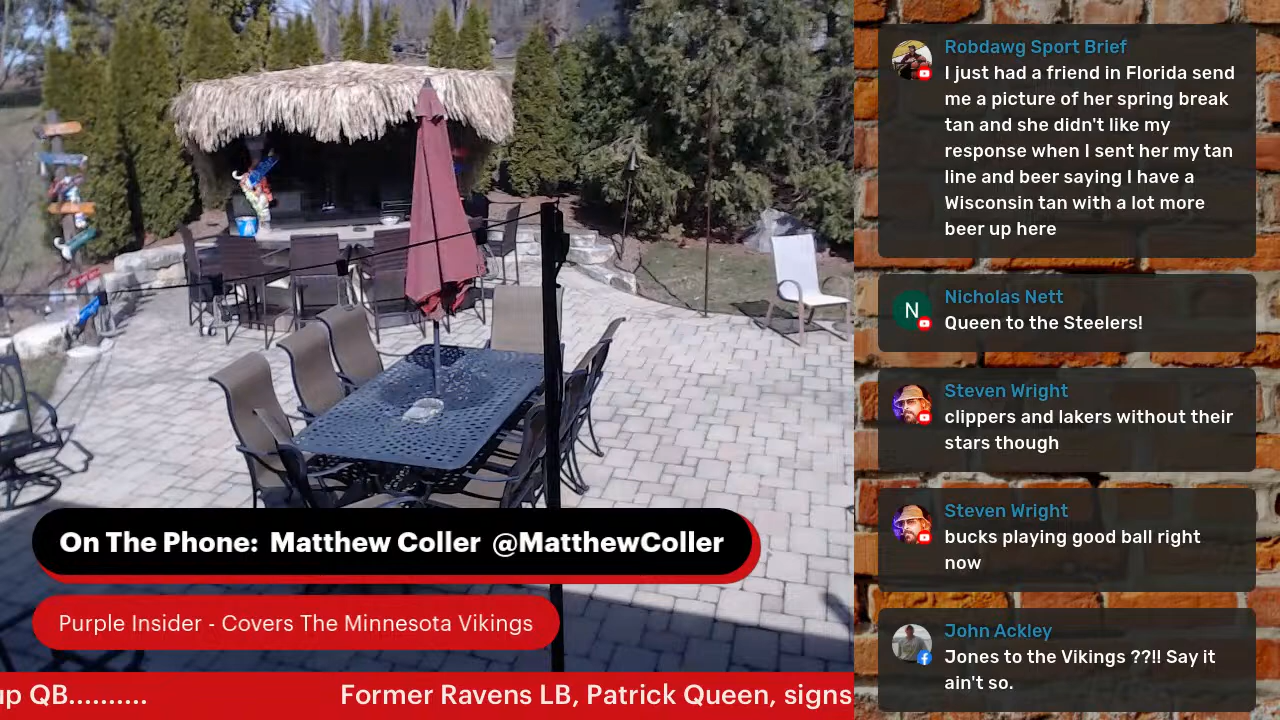 Robdawg Sport Brief
I just had a friend in Florida send
me a picture of her spring break
tan and she didn't like my
response when I sent her my tan
line and beer saying I have a
Wisconsin tan with a lot more
beer up here
N
Nicholas Nett
Queen to the Steelers!
Steven Wright
clippers and lakers without their
stars though
Steven Wright
bucks playing good ball right
now
John Ackley
Jones to the Vikings ??!! Say it
ain't so.
On The Phone: Matthew Coller @MatthewColler
Purple Insider - Covers The Minnesota Vikings
up QB.......... Former Ravens LB, Patrick Queen, signs